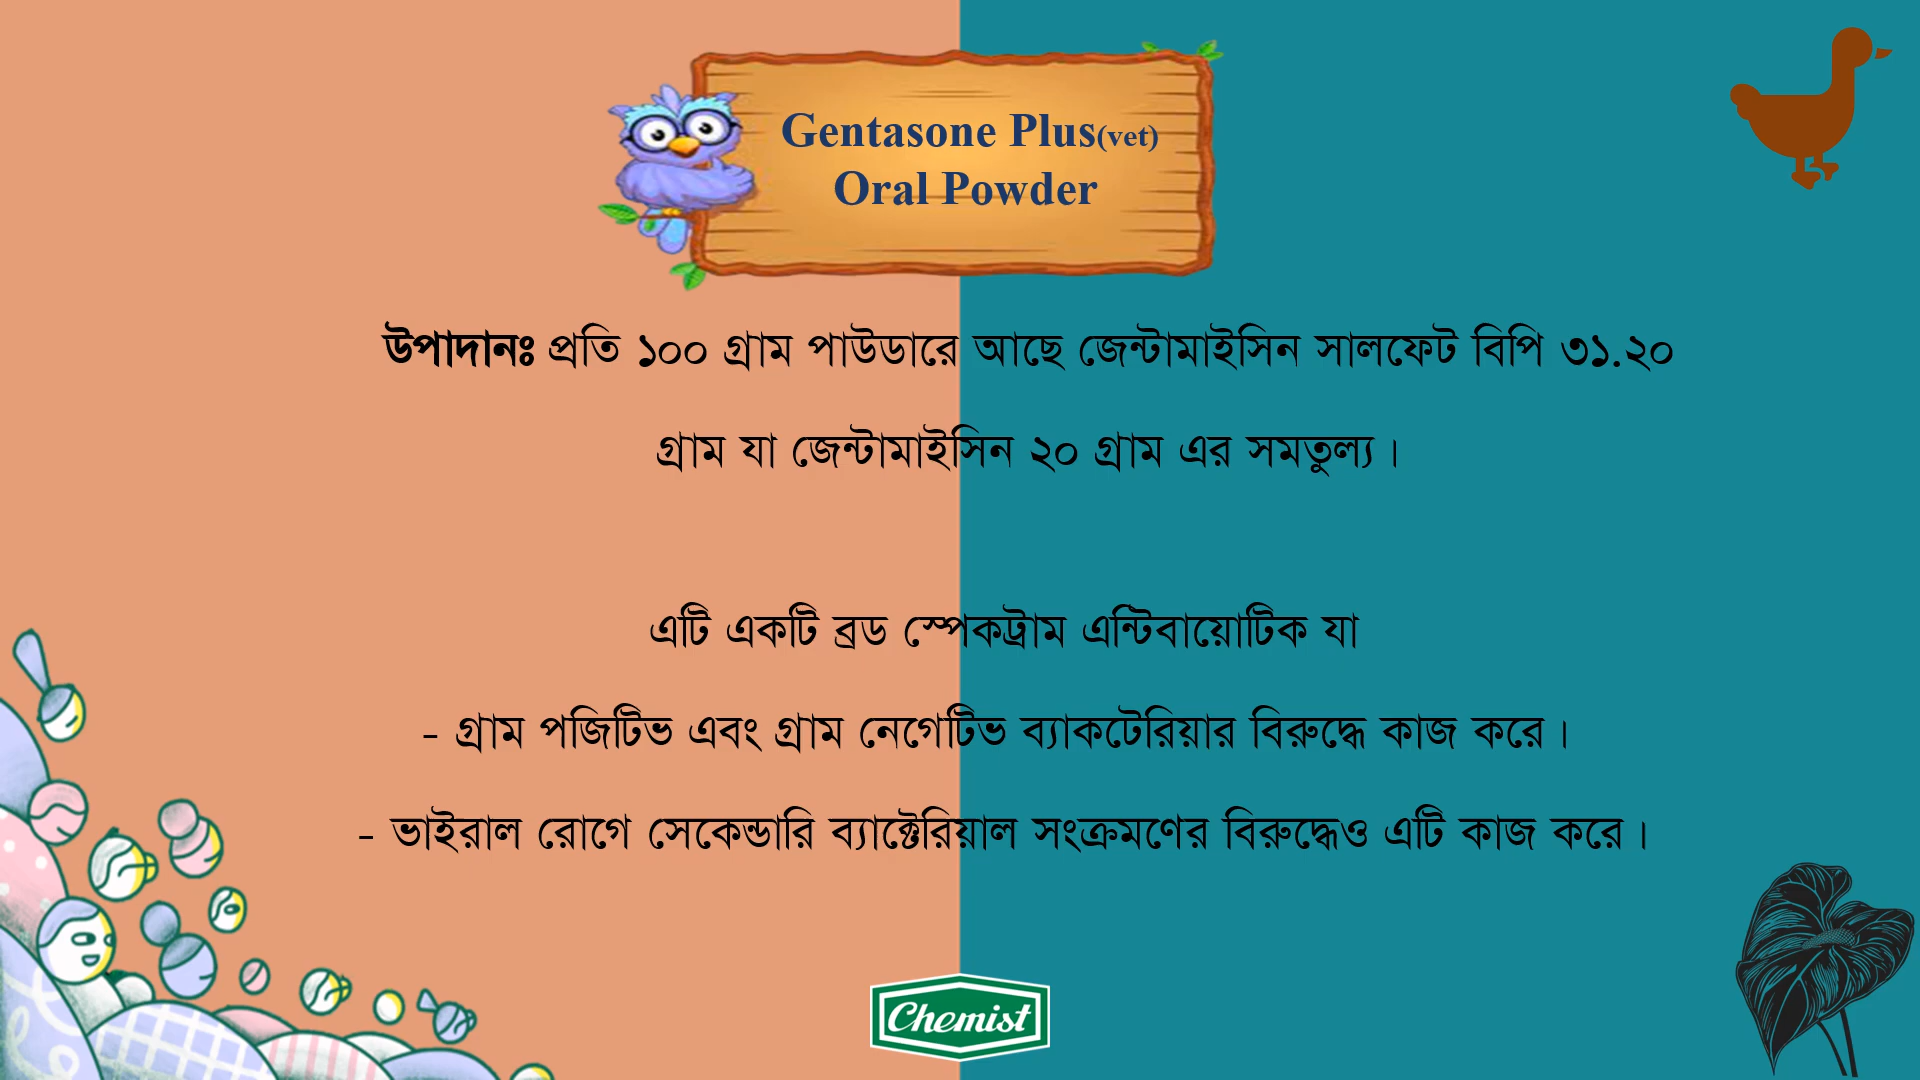 Gentasone Plus(vet)
Oral Powder
উপাদানঃ প্রতি ১০০ গ্রাম পাউডারে আছে জেন্টামাইসিন সালফেট বিপি ৩১.২০
গ্রাম যা জেন্টামাইসিন ২০ গ্রাম এর সমতুল্য।
এটি একটি ব্রড স্পেকট্রাম এন্টিবায়োটিক যা
- গ্রাম পজিটিভ এবং গ্রাম নেগেটিভ ব্যাকটেরিয়ার বিরুদ্ধে কাজ করে।
- ভাইরাল রোগে সেকেন্ডারি ব্যাক্টেরিয়াল সংক্রমণের বিরুদ্ধেও এটি কাজ করে।
Chemist